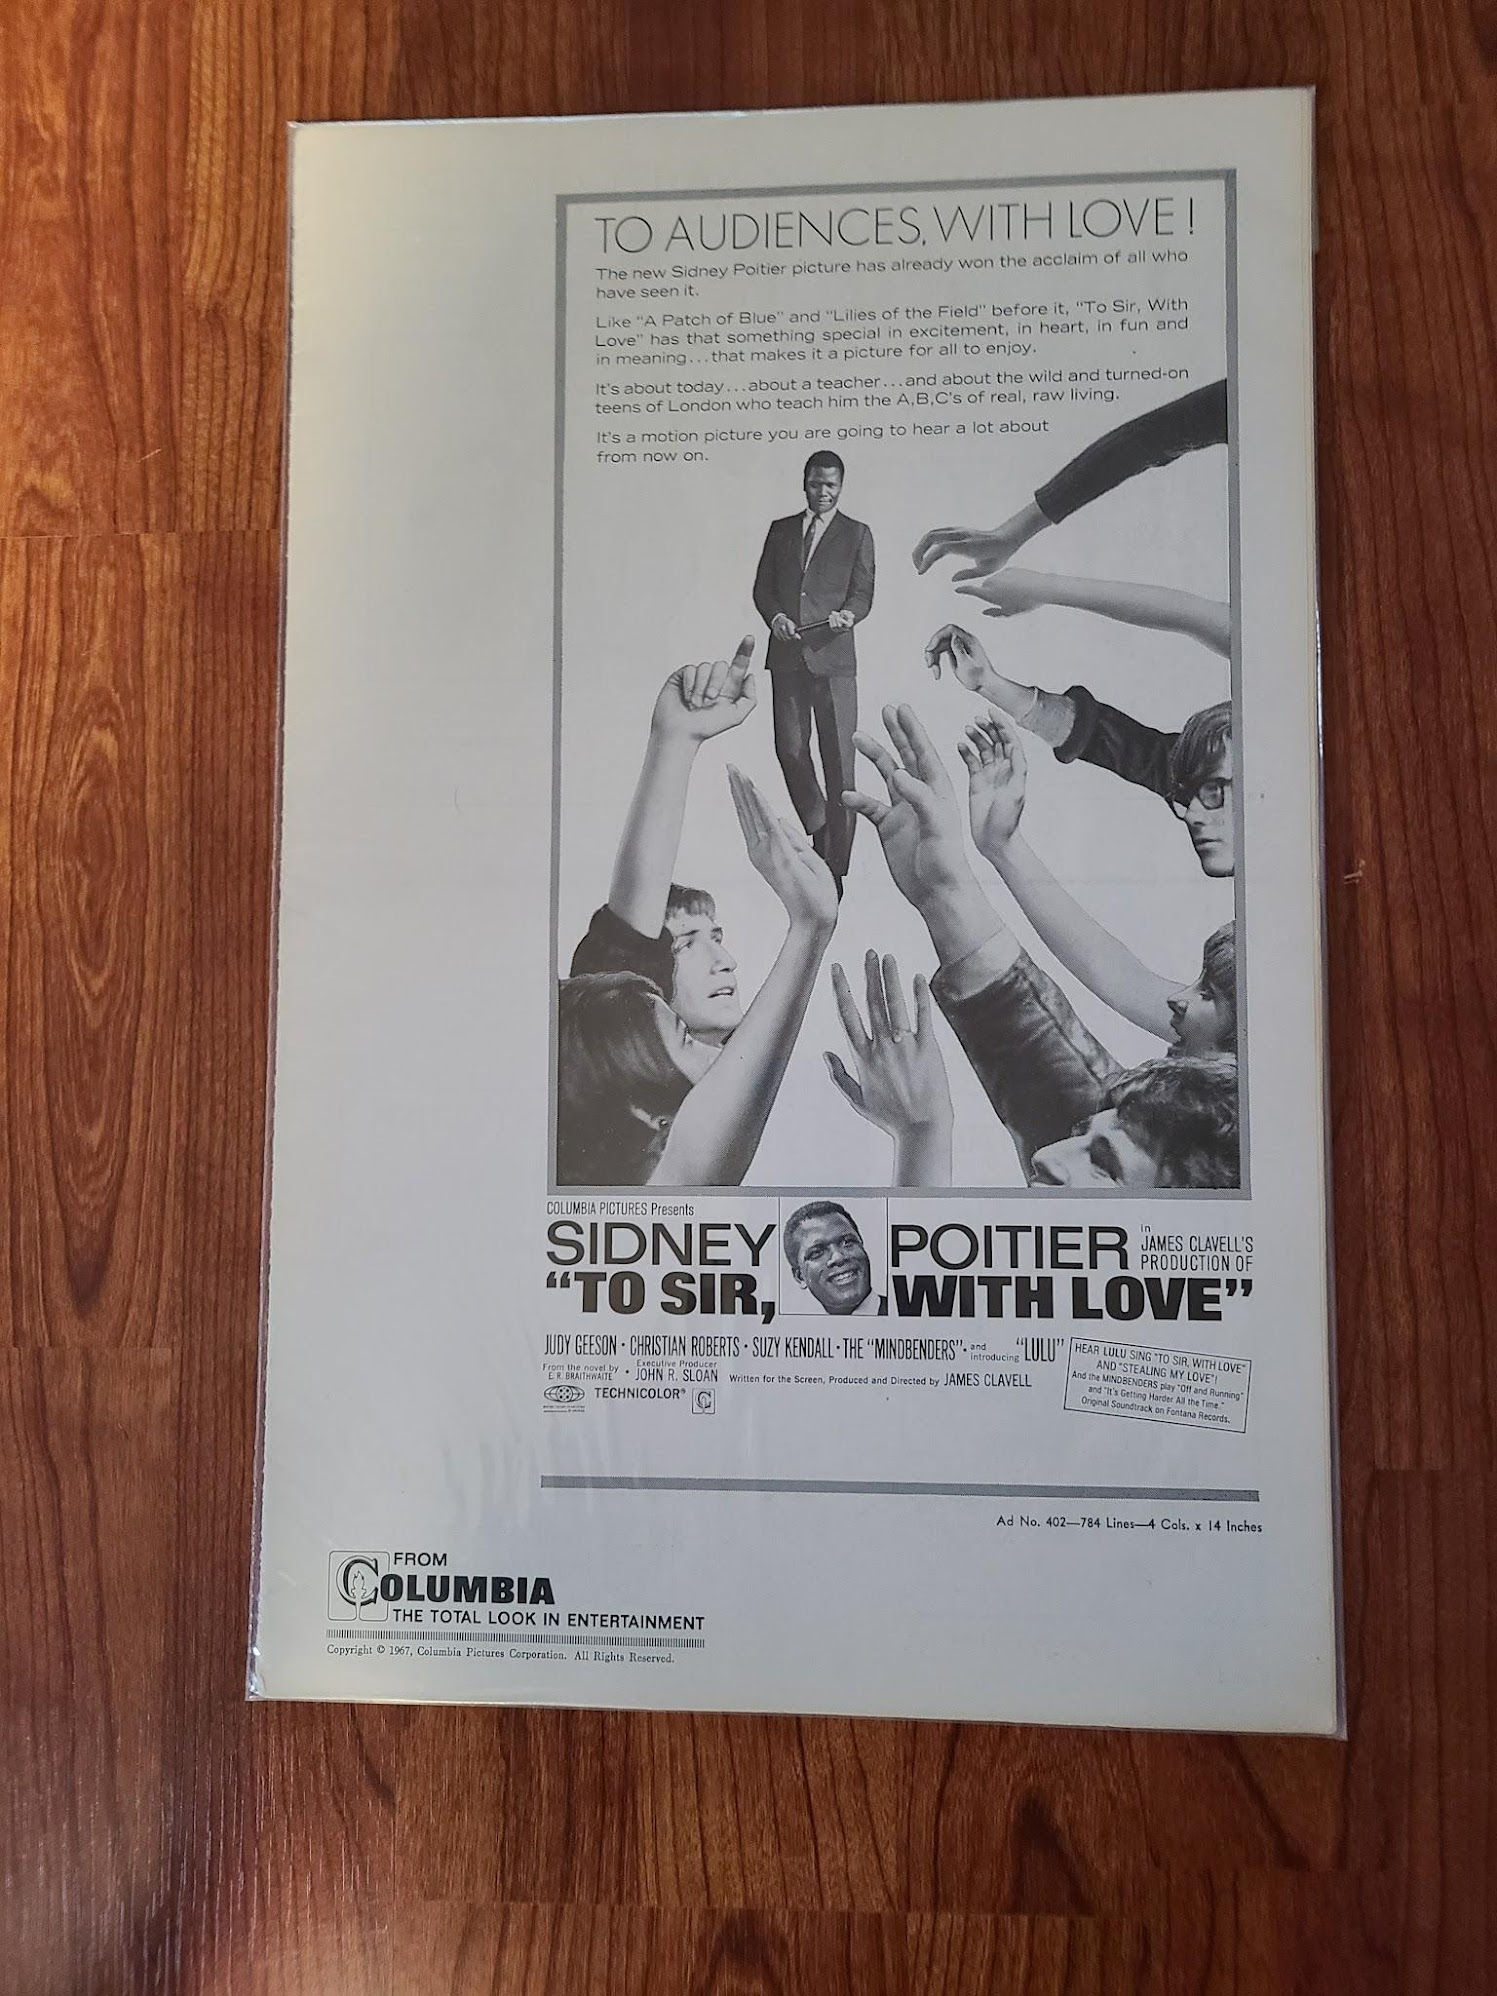 TO AUDIENCES, WITH LOVE!
The new Sidney Poitier picture has already won the acclaim of all who
have seen it.
Like "A Patch of Blue" and "Lilies of the Field" before it, "To Sir, With
Love" has that something special in excitement, in heart, in fun and
in meaning...that makes it a picture for all to enjoy.
It's about today...about a teacher...and about the wild and turned-on
teens of London who teach him the A,B,C's of real, raw living.
It's a motion picture you are going to hear a lot about
from now on.
COLUMBIA PICTURES Presents
SIDNEY POITIER in JAMES CLAVELL'S PRODUCTION OF
"TO SIR, WITH LOVE"
JUDY GEESON • CHRISTIAN ROBERTS • SUZY KENDALL • THE "MINDBENDERS" • and introducing "LULU"
From the novel by E. R. BRAITHWAITE • Executive Producer JOHN R. SLOAN Written for the Screen, Produced and Directed by JAMES CLAVELL
TECHNICOLOR®
HEAR LULU SING "TO SIR, WITH LOVE"
AND "STEALING MY LOVE"!
And the MINDBENDERS play "Off and Running"
and "It's Getting Harder All the Time."
Original Soundtrack on Fontana Records.
Ad No. 402—784 Lines—4 Cols. x 14 Inches
FROM
COLUMBIA
THE TOTAL LOOK IN ENTERTAINMENT
Copyright © 1967, Columbia Pictures Corporation. All Rights Reserved.